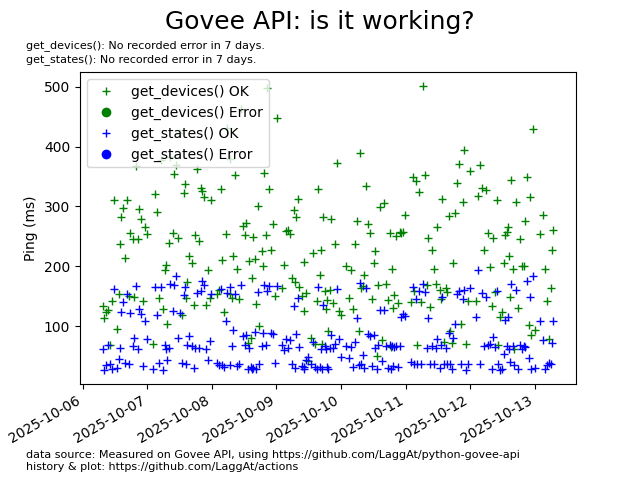 Govee API: is it working?
get_devices(): No recorded error in 7 days.
get_states(): No recorded error in 7 days.
get_devices() OK
get_devices() Error
get_states() OK
get_states() Error
Ping (ms)
500
400
300
200
100
2025-10-06
2025-10-07
2025-10-08
2025-10-09
2025-10-10
2025-10-11
2025-10-12
2025-10-13
data source: Measured on Govee API, using https://github.com/LaggAt/python-govee-api
history & plot: https://github.com/LaggAt/actions